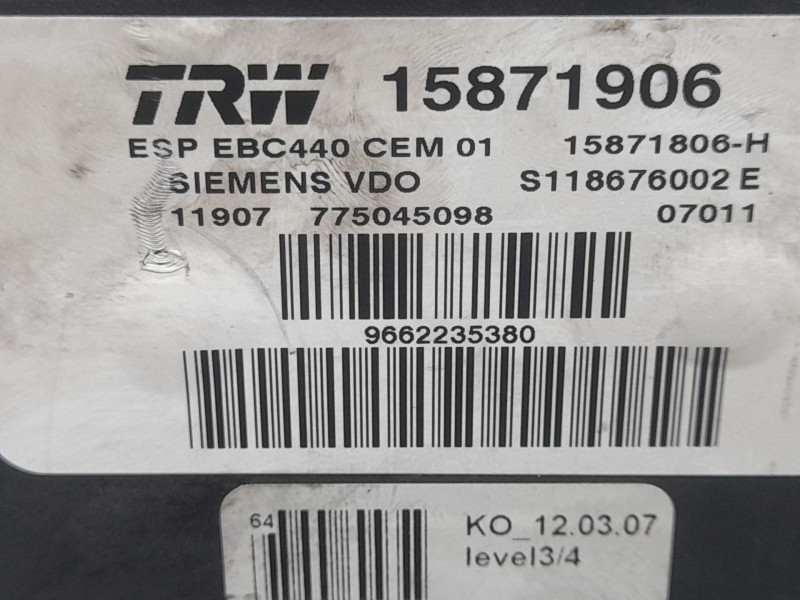 TRW 15871906
ESP EBC440 CEM 01 15871806-H
SIEMENS VDO S118676002 E
11907 775045098 07011
9662235380
64 KO_12.03.07
level3/4